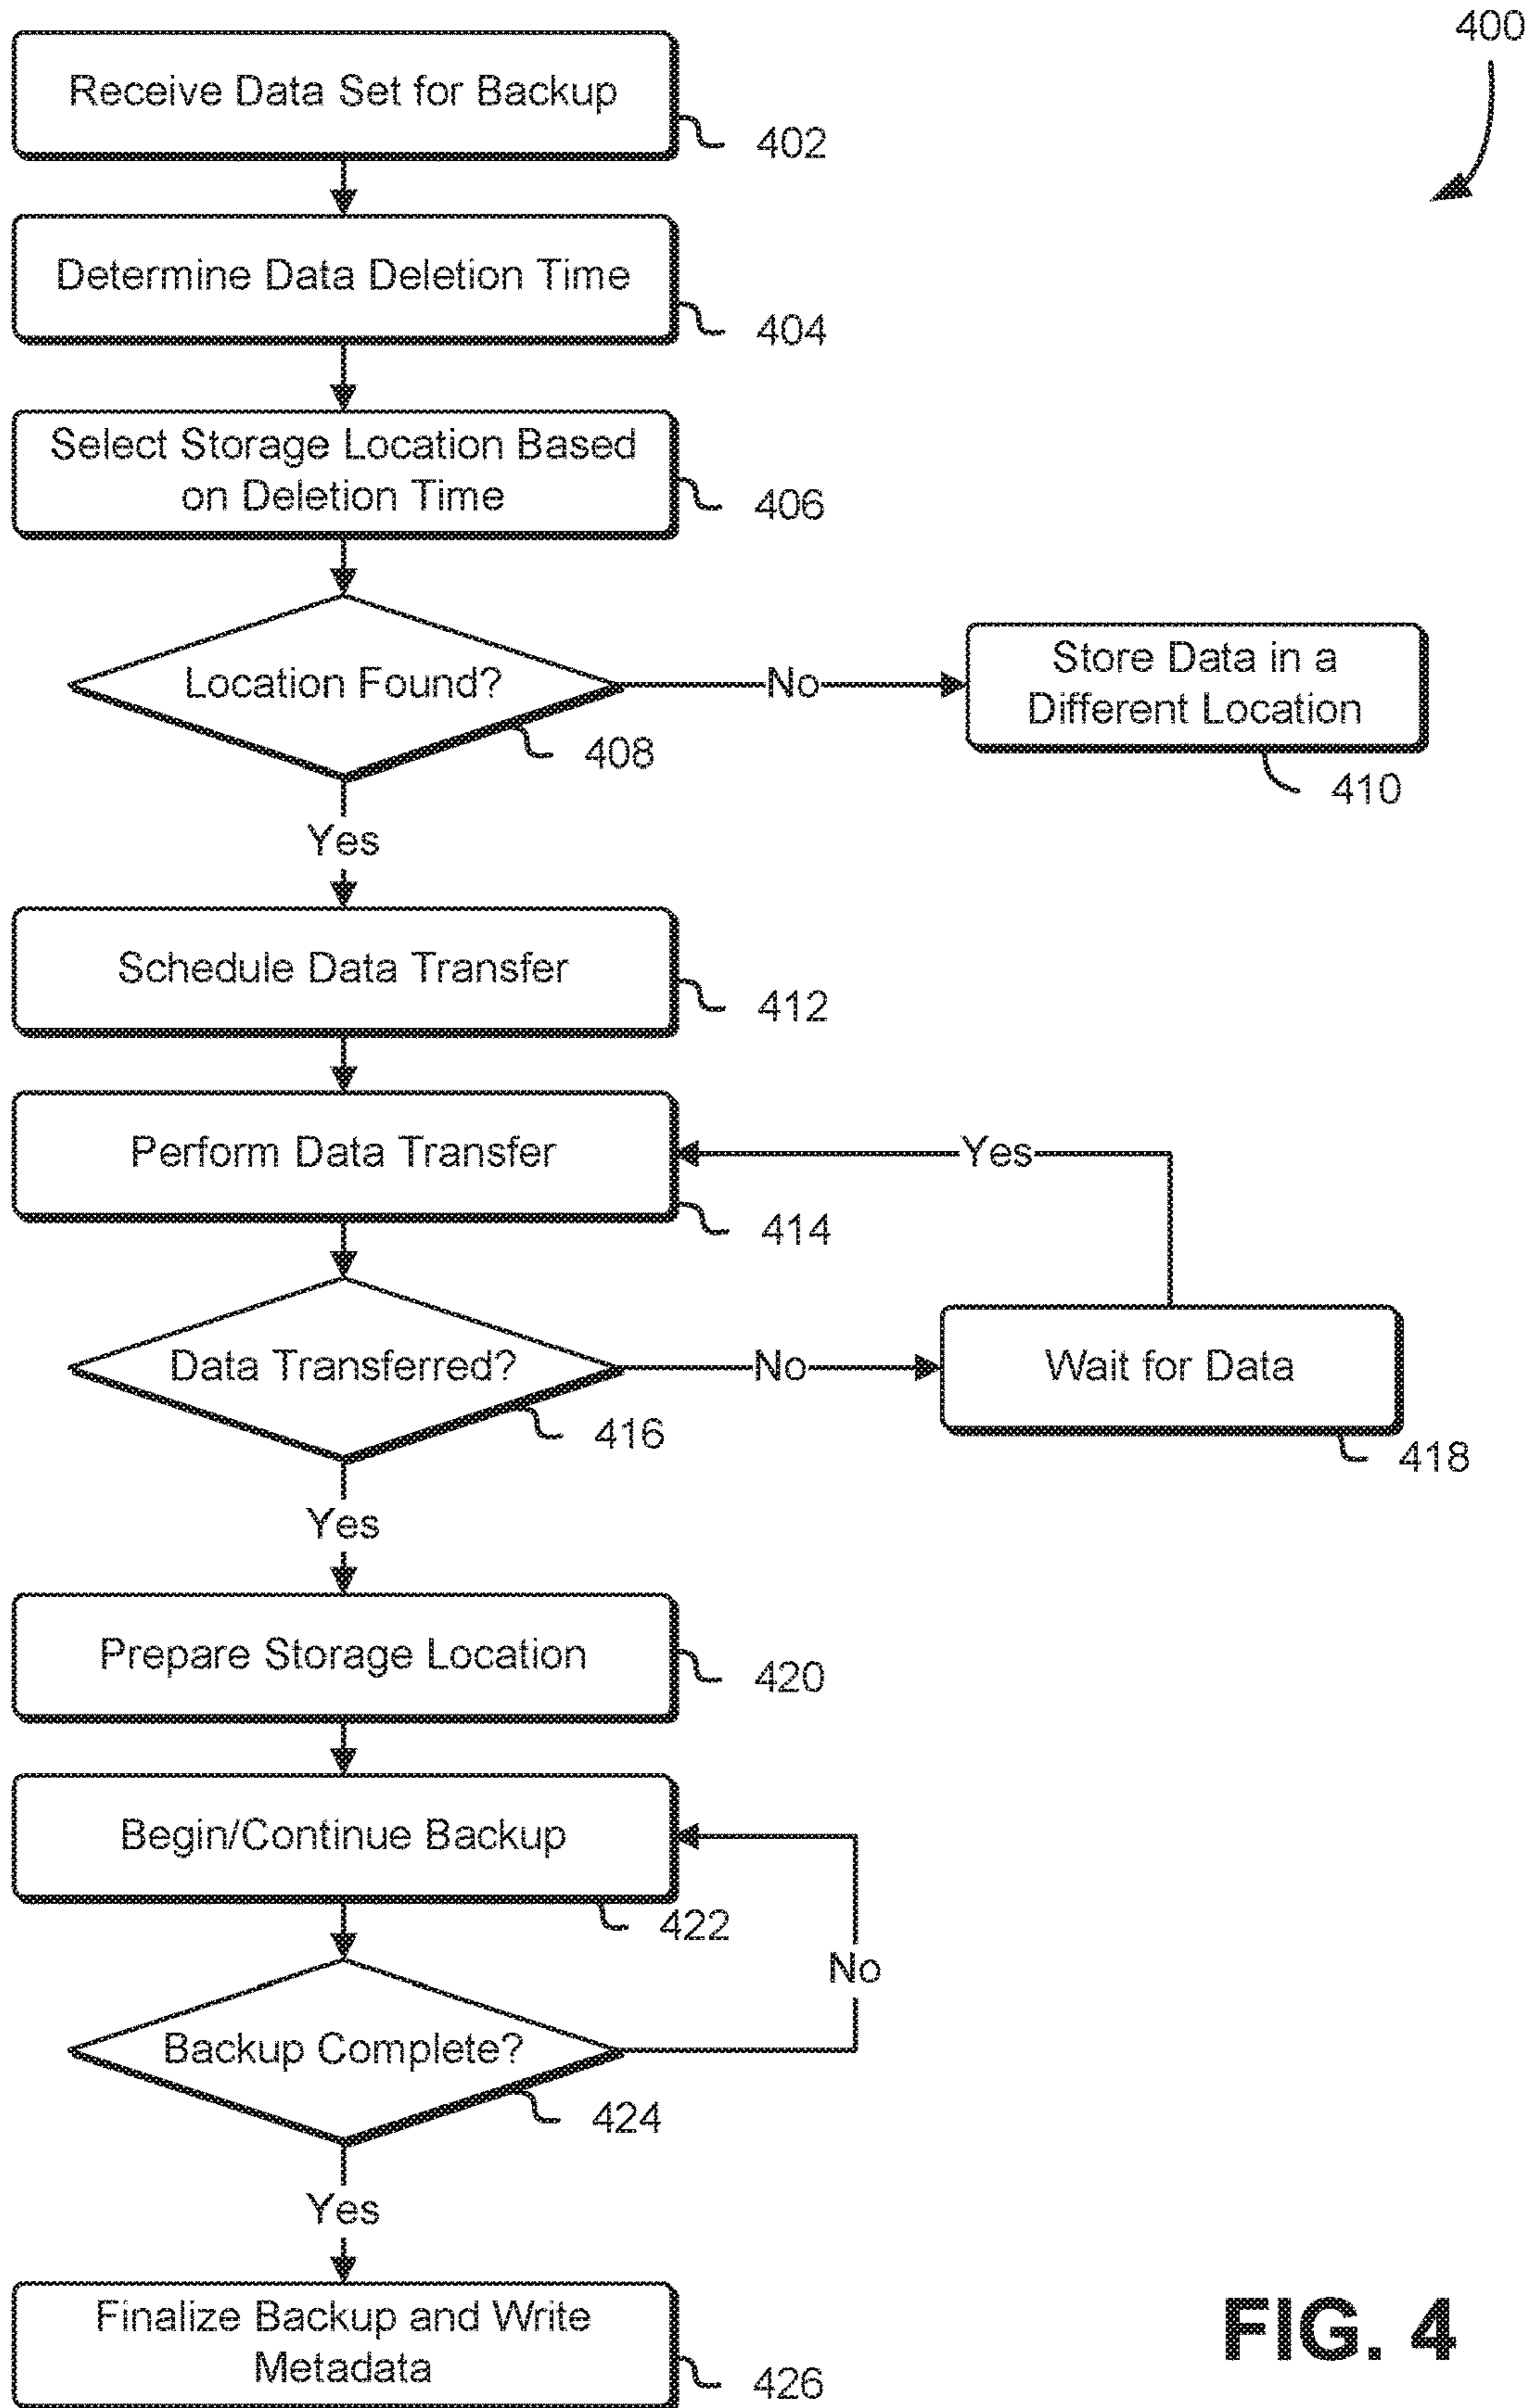 400
Receive Data Set for Backup
402
Determine Data Deletion Time
404
Select Storage Location Based
on Deletion Time
406
Location Found?
408
No
Store Data in a
Different Location
410
Yes
Schedule Data Transfer
412
Perform Data Transfer
414
Yes
Data Transferred?
416
No
Wait for Data
418
Yes
Prepare Storage Location
420
Begin/Continue Backup
422
No
Backup Complete?
424
Yes
Finalize Backup and Write
Metadata
426
FIG. 4